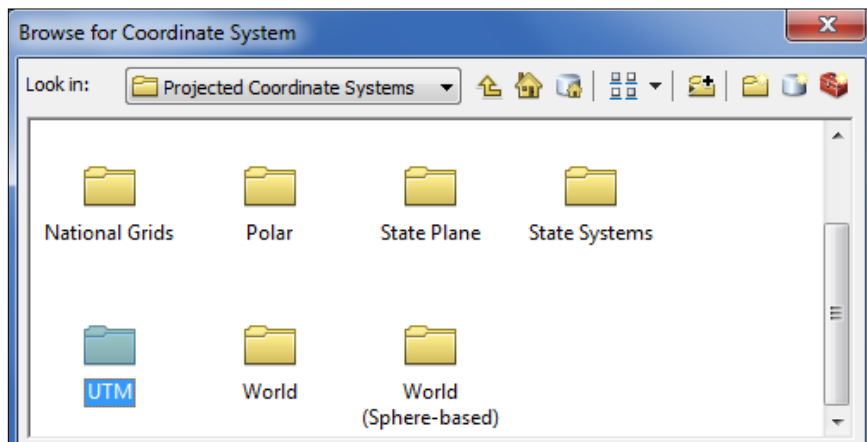 Browse for Coordinate System
Look in: Projected Coordinate Systems
National Grids Polar State Plane State Systems
UTM World World
(Sphere-based)